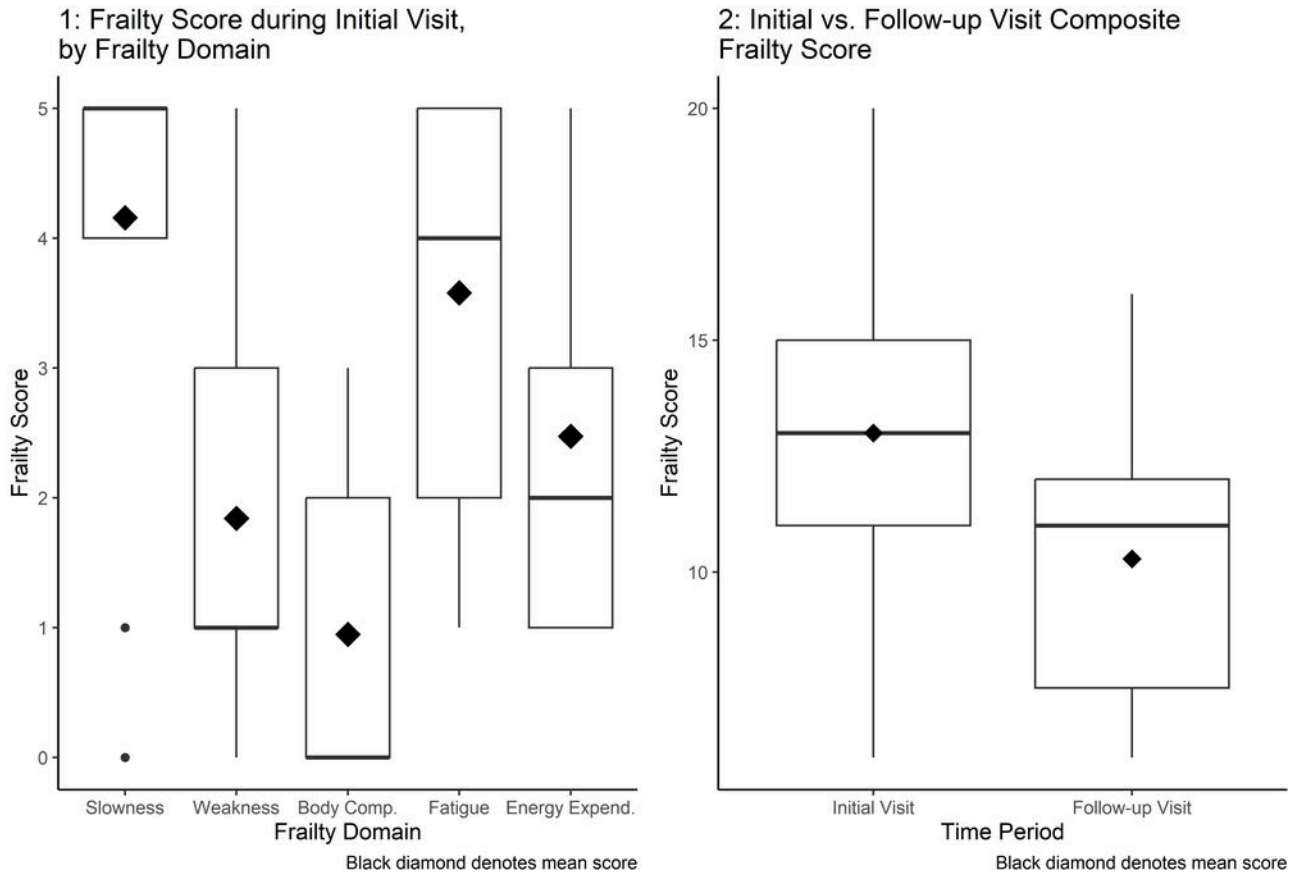 1: Frailty Score during Initial Visit,
by Frailty Domain
Frailty Score
5
4
3
2
1
0
Slowness Weakness Body Comp. Fatigue Energy Expend.
Frailty Domain
Black diamond denotes mean score
2: Initial vs. Follow-up Visit Composite
Frailty Score
Frailty Score
20
15
10
Initial Visit Follow-up Visit
Time Period
Black diamond denotes mean score